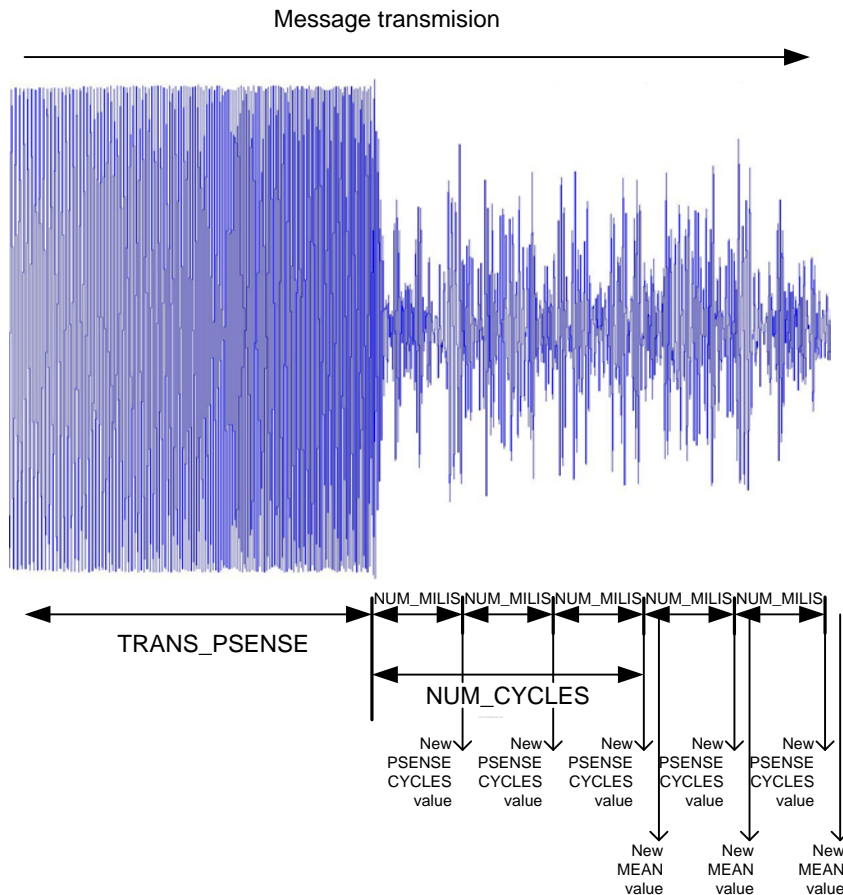 Message transmision
NUM_MILIS NUM_MILIS NUM_MILIS NUM_MILIS NUM_MILIS
TRANS_PSENSE
NUM_CYCLES
New
PSENSE
CYCLES
value
New
PSENSE
CYCLES
value
New
PSENSE
CYCLES
value
New
PSENSE
CYCLES
value
New
PSENSE
CYCLES
value
New
MEAN
value
New
MEAN
value
New
MEAN
value